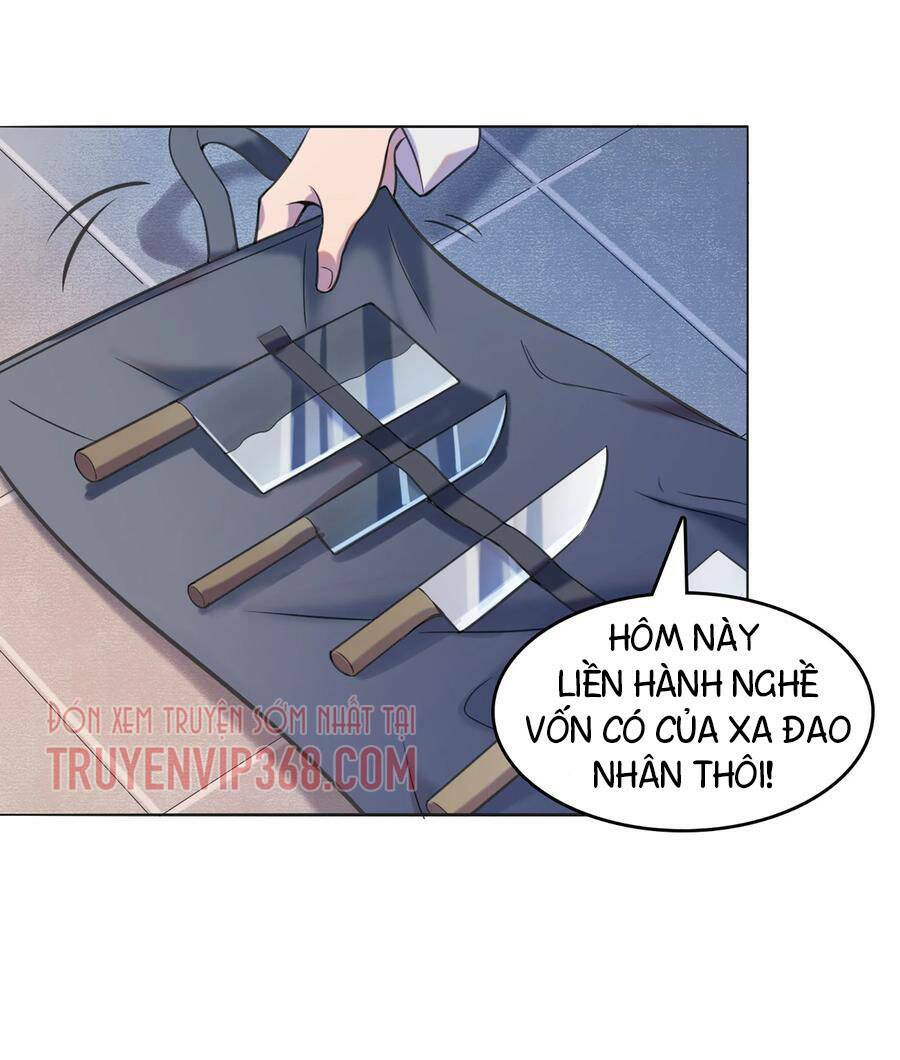 HÔM NÀY
LIỀN HÀNH NGHỀ
VỐN CÓ CỦA XA ĐAO
NHÂN THÔI!
ĐÓN XEM TRUYỆN SỚM NHẤT TẠI
TRUYENVIP368.COM